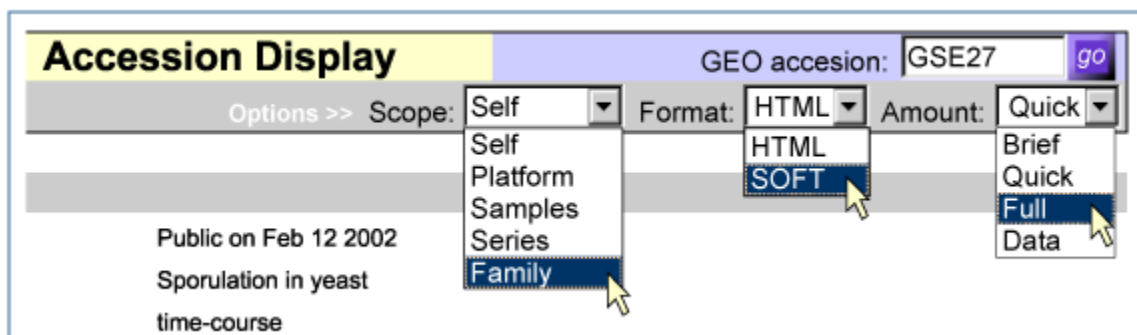 Accession Display GEO accesion: GSE27 go
Options >> Scope: Self Format: HTML Amount: Quick
Self HTML Brief
Platform SOFT Quick
Samples Full
Series Data
Family
Public on Feb 12 2002
Sporulation in yeast
time-course